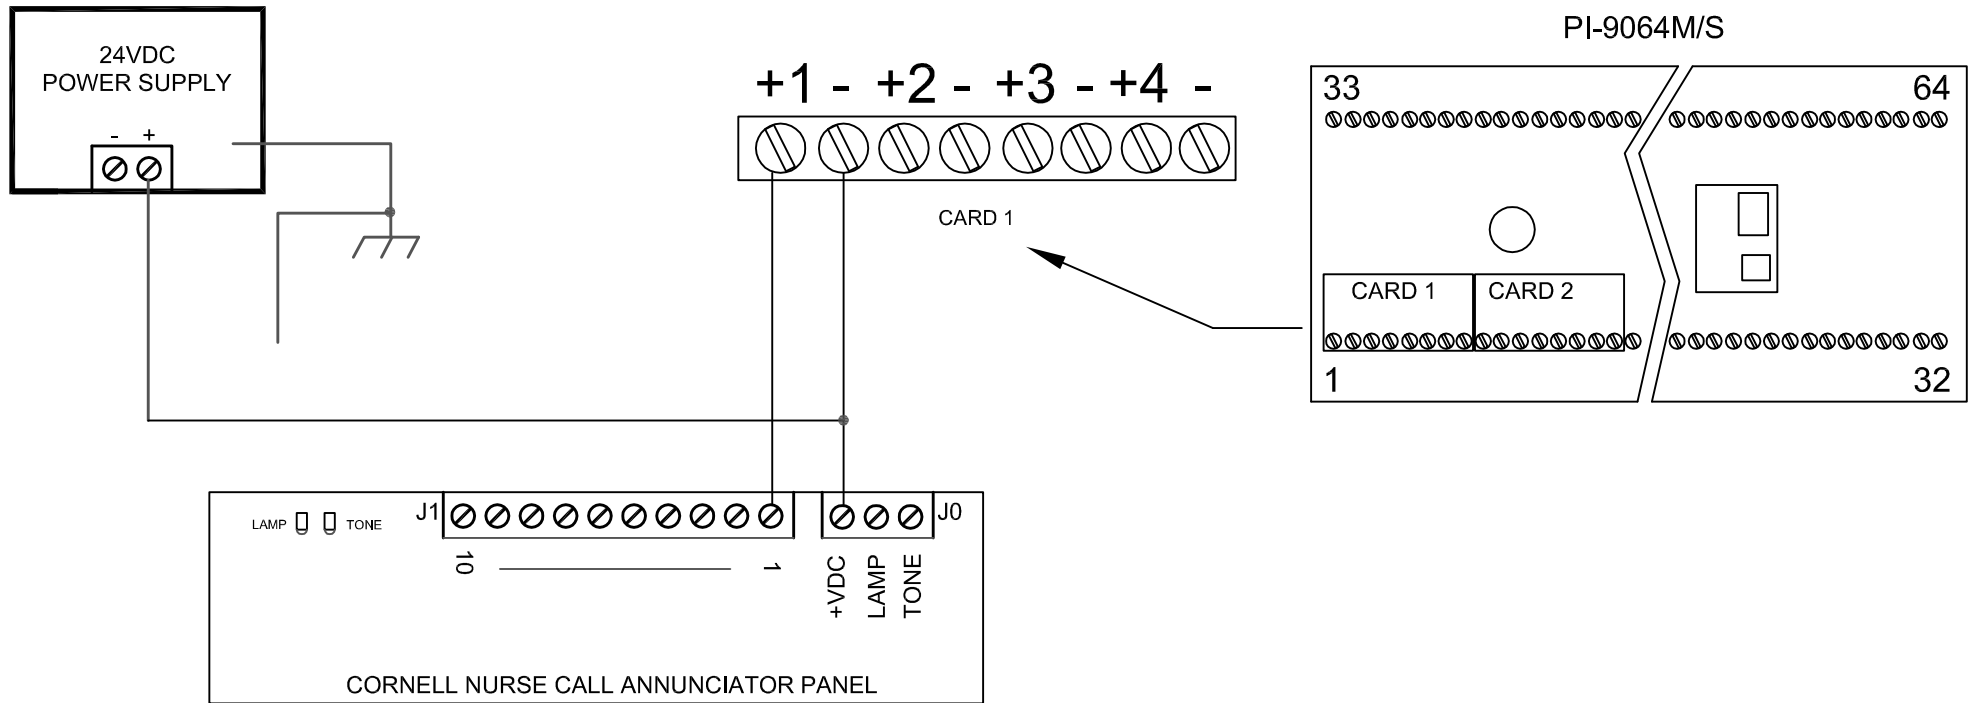 PI-9064M/S
24VDC
POWER SUPPLY
- +
+1 - +2 - +3 - +4 -
CARD 1
33 64
CARD 1 CARD 2
1 32
LAMP TONE J1 J0
10 1 +VDC LAMP TONE
CORNELL NURSE CALL ANNUNCIATOR PANEL